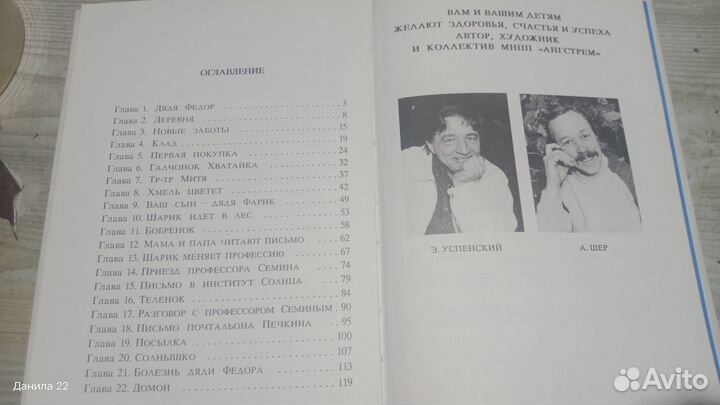 ОГЛАВЛЕНИЕ
Глава 1. Дядя Федор 3
Глава 2. Деревня 8
Глава 3. Новые заботы 15
Глава 4. Клад 19
Глава 5. Первая покупка 24
Глава 6. Галчонок Хватайка 32
Глава 7. Тр-тр Митя 37
Глава 8. Хмель цветет 42
Глава 9. Ваш сын — дядя Фарик 49
Глава 10. Шарик идет в лес 53
Глава 11. Бобренок 58
Глава 12. Мама и папа читают письмо 62
Глава 13. Шарик меняет профессию 67
Глава 14. Приезд профессора Семина 74
Глава 15. Письмо в институт Солнца 79
Глава 16. Теленок 84
Глава 17. Разговор с профессором Семиным 90
Глава 18. Письмо почтальона Печкина 95
Глава 19. Посылка 100
Глава 20. Солнышко 107
Глава 21. Болезнь дяди Федора 113
Глава 22. Домой 119
ВАМ И ВАШИМ ДЕТЯМ
ЖЕЛАЮТ ЗДОРОВЬЯ, СЧАСТЬЯ И УСПЕХА
АВТОР, ХУДОЖНИК
И КОЛЛЕКТИВ МНПП «АНГСТРЕМ»
Э. УСПЕНСКИЙ
А. ШЕР
Данила 22
Avito